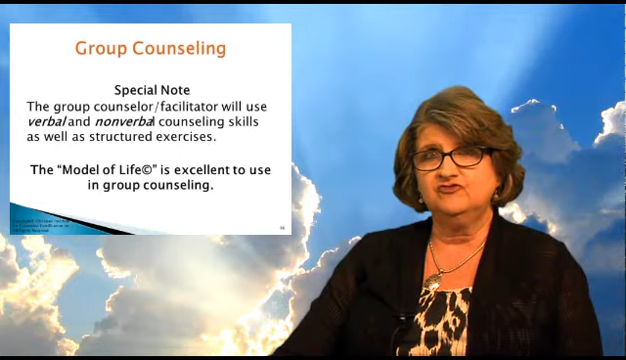 Group Counseling
Special Note
The group counselor/facilitator will use
verbal and nonverbal counseling skills
as well as structured exercises.
The “Model of Life©” is excellent to use
in group counseling.